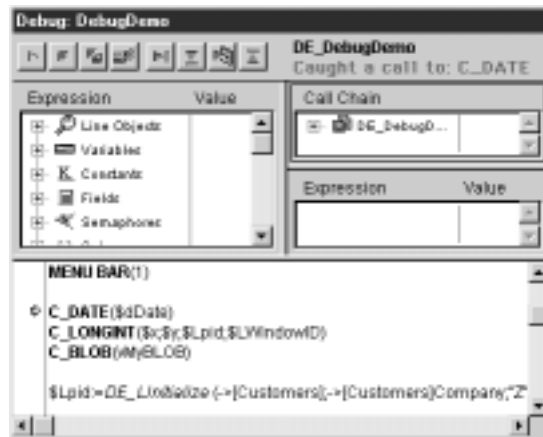 Debug: DebugDemo
DE_DebugDemo
Caught a call to: C_DATE
Expression Value
Line Objects
Variables
Constants
Fields
Semaphores
Call Chain
DE_DebugD...
Expression Value
MENU BAR(1)
C_DATE($dDate)
C_LONGINT($x;$y;$Lpid;$LWindowID)
C_BLOB(vMyBLOB)
$Lpid:=DE_LInitialize (->[Customers];->[Customers]Company;"Z"